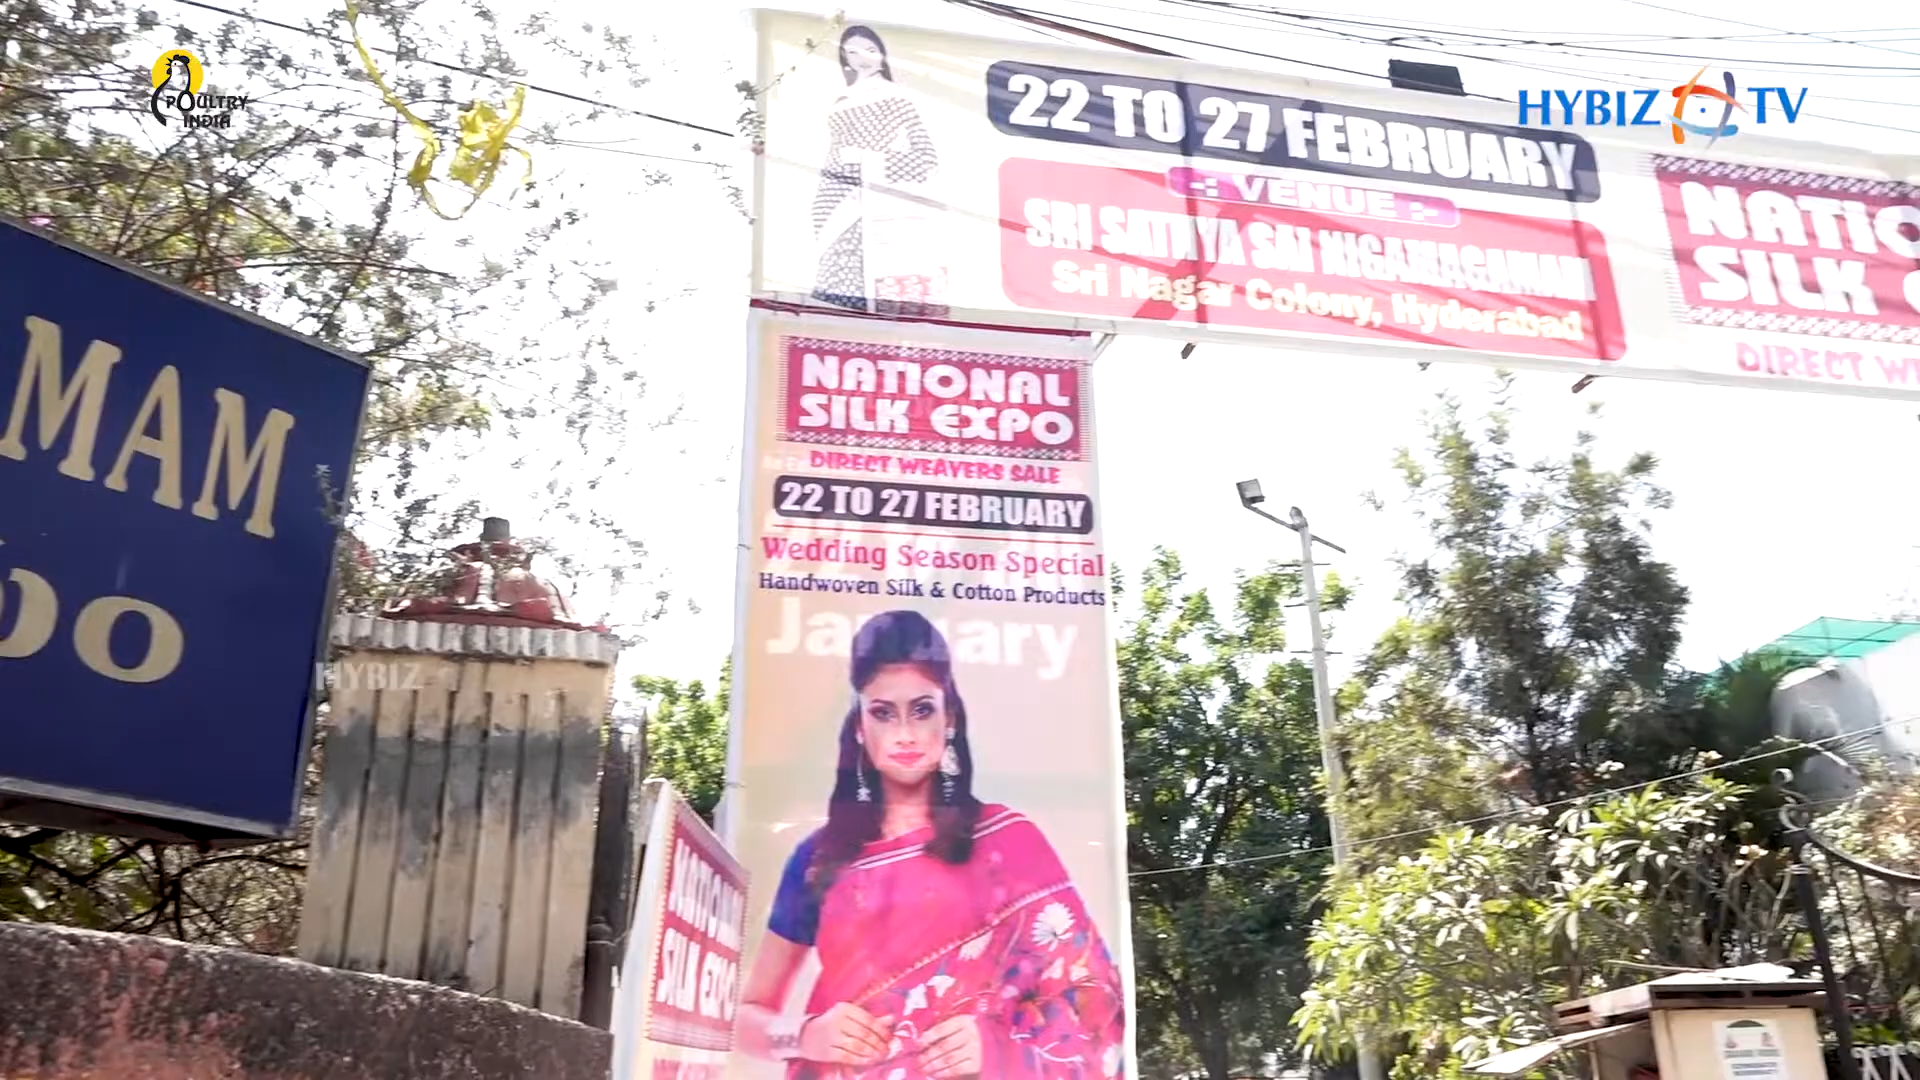 POULTRY
INDIA
HYBIZ TV
22 TO 27 FEBRUARY
-: VENUE :-
SRI SATHYA SAI NIGAMAGAMAM
Sri Nagar Colony, Hyderabad
SILK
DIRECT
MAM
HYBIZ
NATIONAL
SILK EXPO
DIRECT WEAVERS SALE
22 TO 27 FEBRUARY
Wedding Season Special
Handwoven Silk & Cotton Products
January
NATIONAL
SILK EXPO